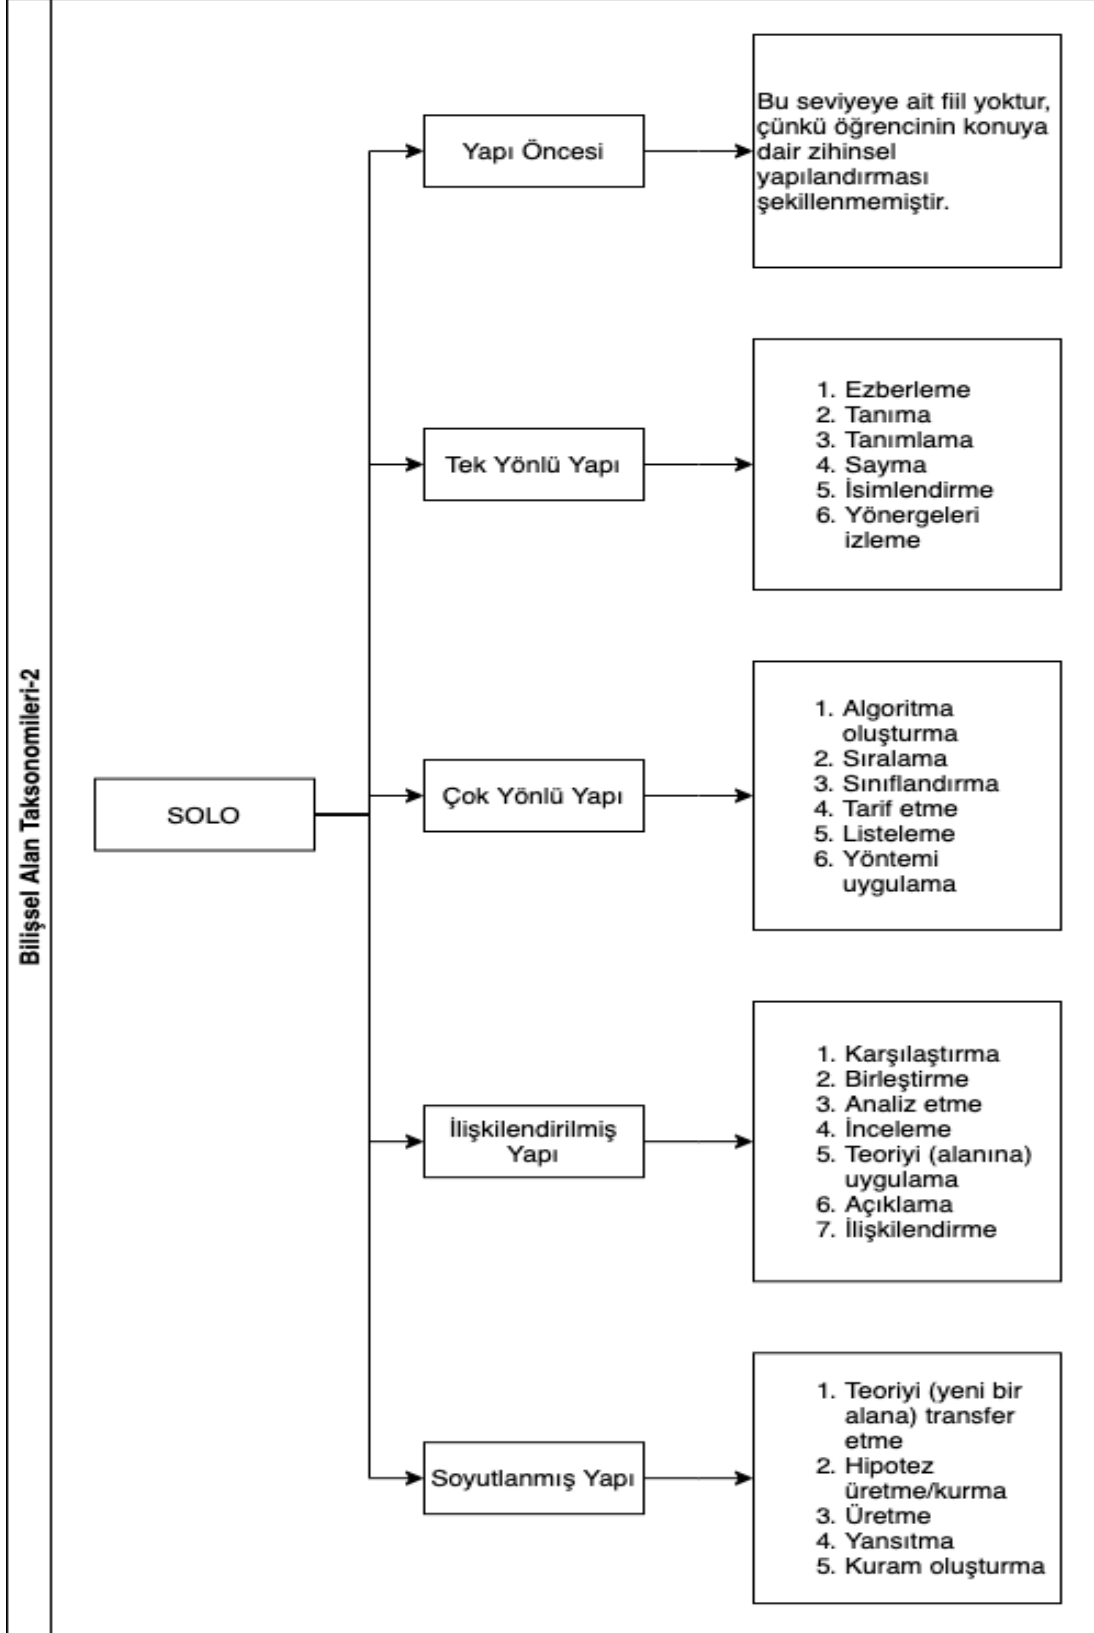 Bilişsel Alan Taksonomileri-2
SOLO
Yapı Öncesi
Bu seviyeye ait fiil yoktur,
çünkü öğrencinin konuya
dair zihinsel
yapılandırması
şekillenmemiştir.
Tek Yönlü Yapı
1. Ezberleme
2. Tanıma
3. Tanımlama
4. Sayma
5. İsimlendirme
6. Yönergeleri
izleme
Çok Yönlü Yapı
1. Algoritma
oluşturma
2. Sıralama
3. Sınıflandırma
4. Tarif etme
5. Listeleme
6. Yöntemi
uygulama
İlişkilendirilmiş
Yapı
1. Karşılaştırma
2. Birleştirme
3. Analiz etme
4. İnceleme
5. Teoriyi (alanına)
uygulama
6. Açıklama
7. İlişkilendirme
Soyutlanmış Yapı
1. Teoriyi (yeni bir
alana) transfer
etme
2. Hipotez
üretme/kurma
3. Üretme
4. Yansıtma
5. Kuram oluşturma